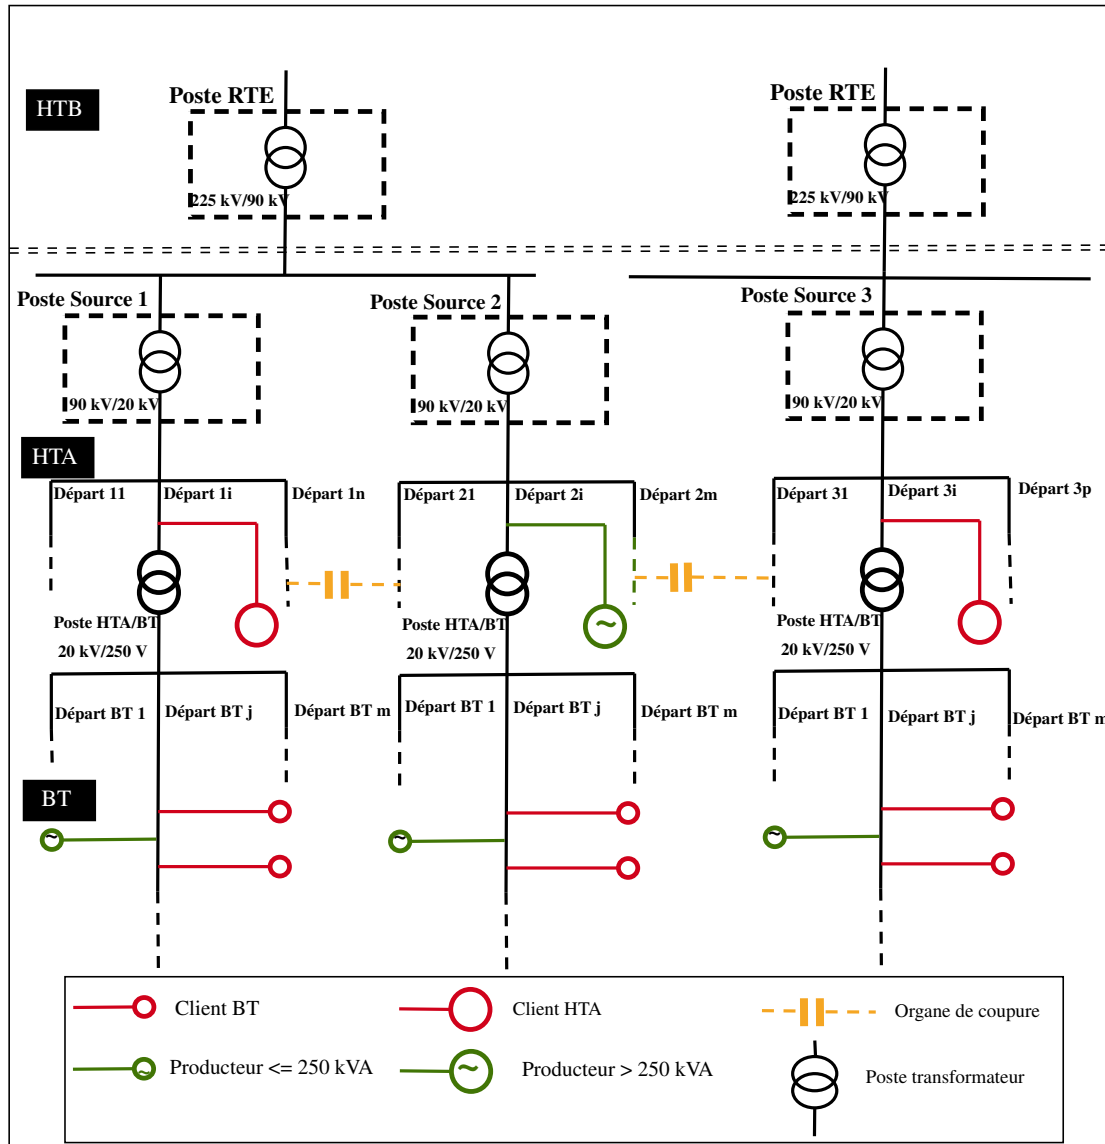 HTB
Poste RTE
Poste RTE
225 kV/90 kV
225 kV/90 kV
Poste Source 1
Poste Source 2
Poste Source 3
90 kV/20 kV
90 kV/20 kV
90 kV/20 kV
HTA
Départ 11
Départ 1i
Départ 1n
Départ 21
Départ 2i
Départ 2m
Départ 31
Départ 3i
Départ 3p
Poste HTA/BT
20 kV/250 V
Poste HTA/BT
20 kV/250 V
Poste HTA/BT
20 kV/250 V
Départ BT 1
Départ BT j
Départ BT m
Départ BT 1
Départ BT j
Départ BT m
Départ BT 1
Départ BT j
Départ BT m
BT
Client BT
Client HTA
Organe de coupure
Producteur <= 250 kVA
Producteur > 250 kVA
Poste transformateur